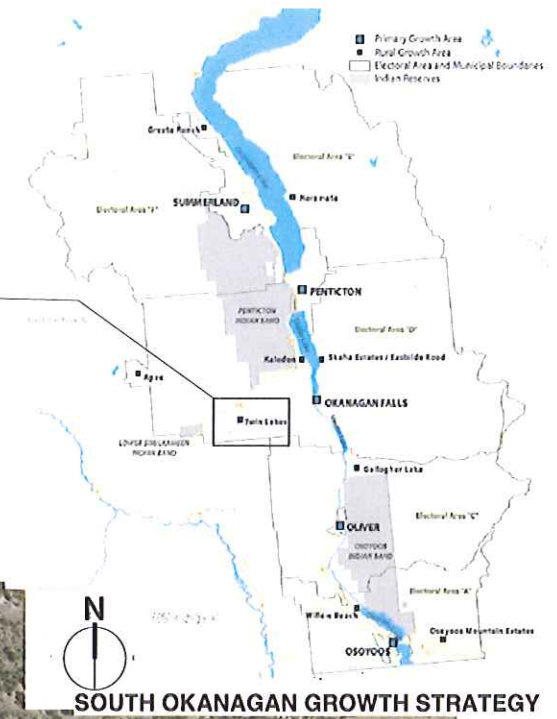 Primary Growth Area
Rural Growth Area
Electoral Area and Municipal Boundaries
Indian Reserves
Greata Ranch
Electoral Area "E"
Naramata
SUMMERLAND
Electoral Area "F"
PENTICTON
PENTICTON
INDIAN BAND
Electoral Area "D"
Kaleden
Skaha Estates / Eastside Road
Apex
OKANAGAN FALLS
Twin Lakes
LOWER SIMILKAMEEN
INDIAN BAND
Gallagher Lake
Electoral Area "C"
OLIVER
OSOYOOS
INDIAN BAND
Electoral Area "A"
Willow Beach
Osoyoos Mountain Estates
OSOYOOS
N
SOUTH OKANAGAN GROWTH STRATEGY